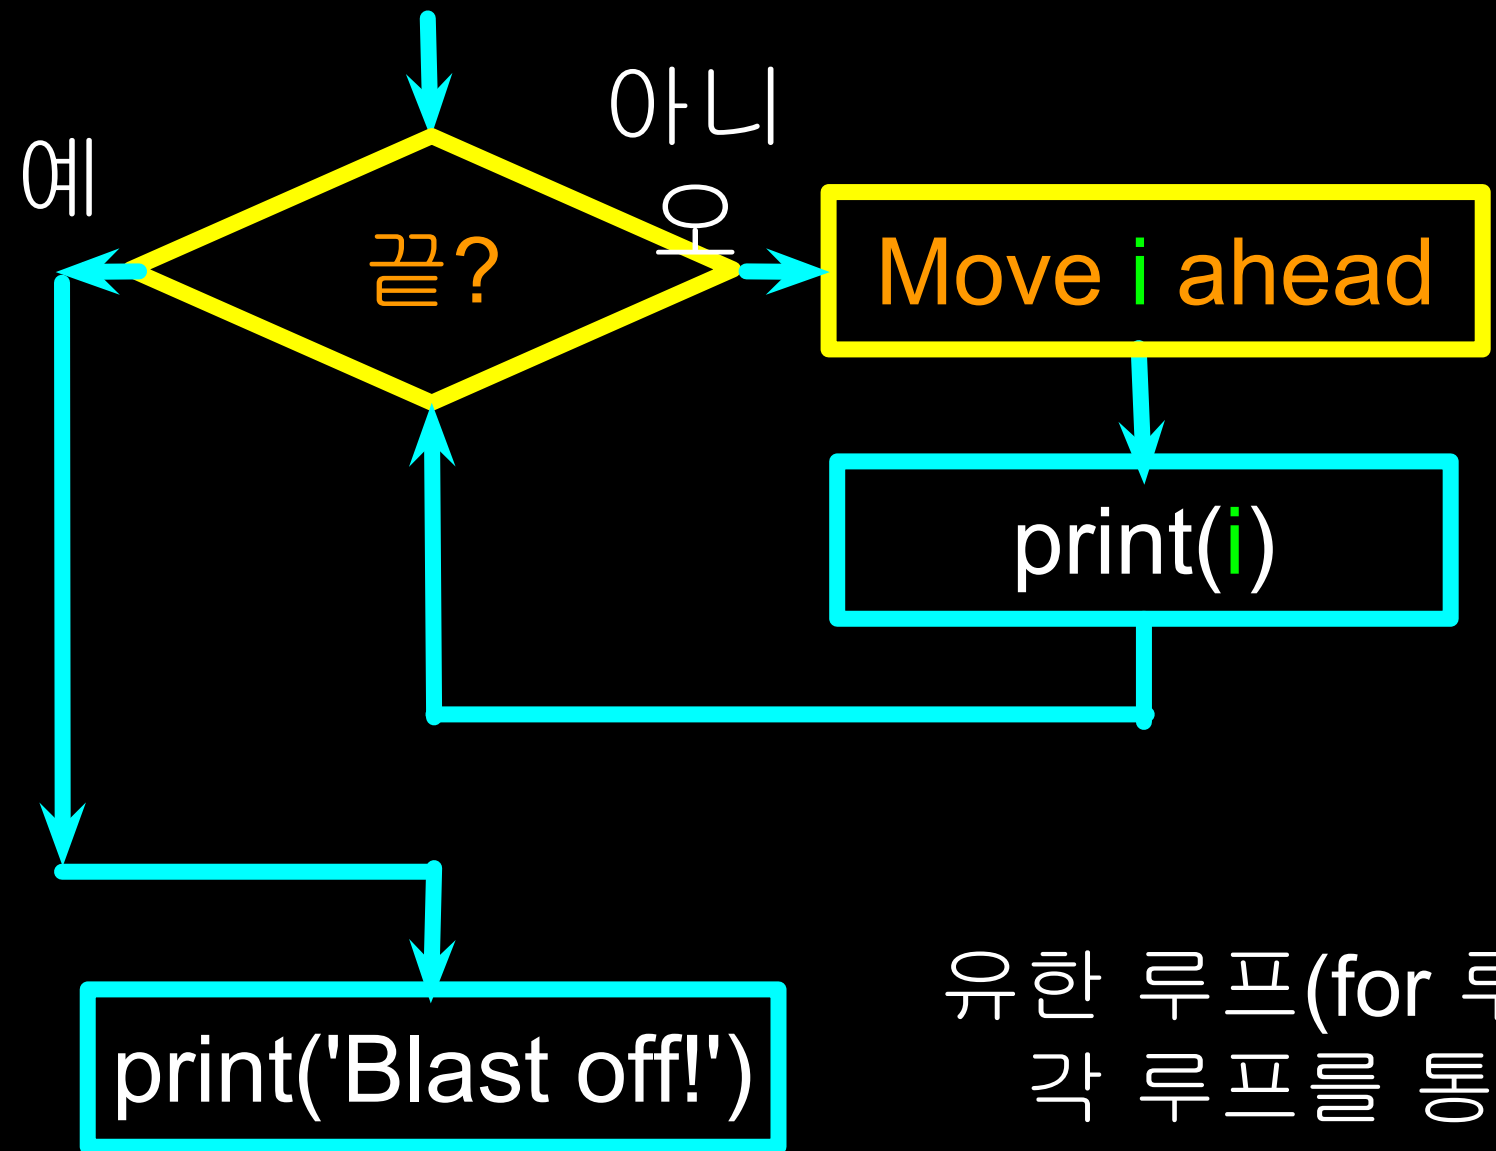 예
아니
오
끝?
Move i ahead
print(i)
print('Blast off!')
유한 루프(for
각 루프를 통